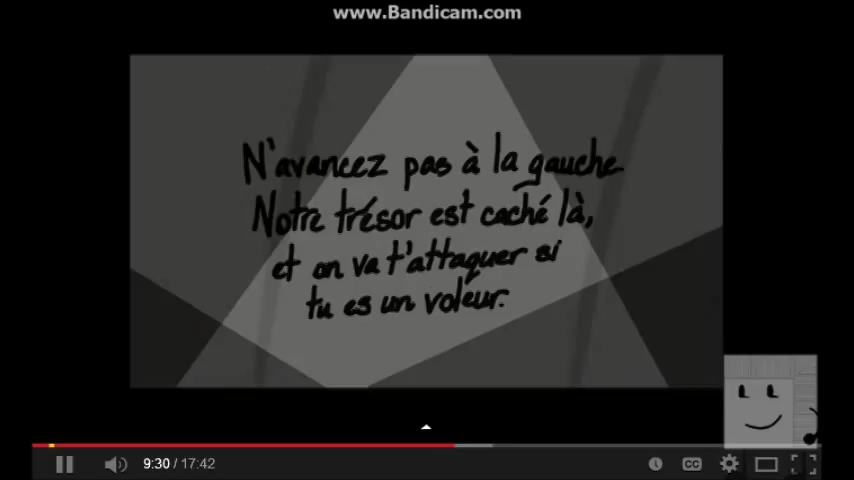 www.Bandicam.com
N'avancez pas à la gauche
Notre trésor est caché là,
et on va t'attaquer si
tu es un voleur.
9:30 / 17:42
CC